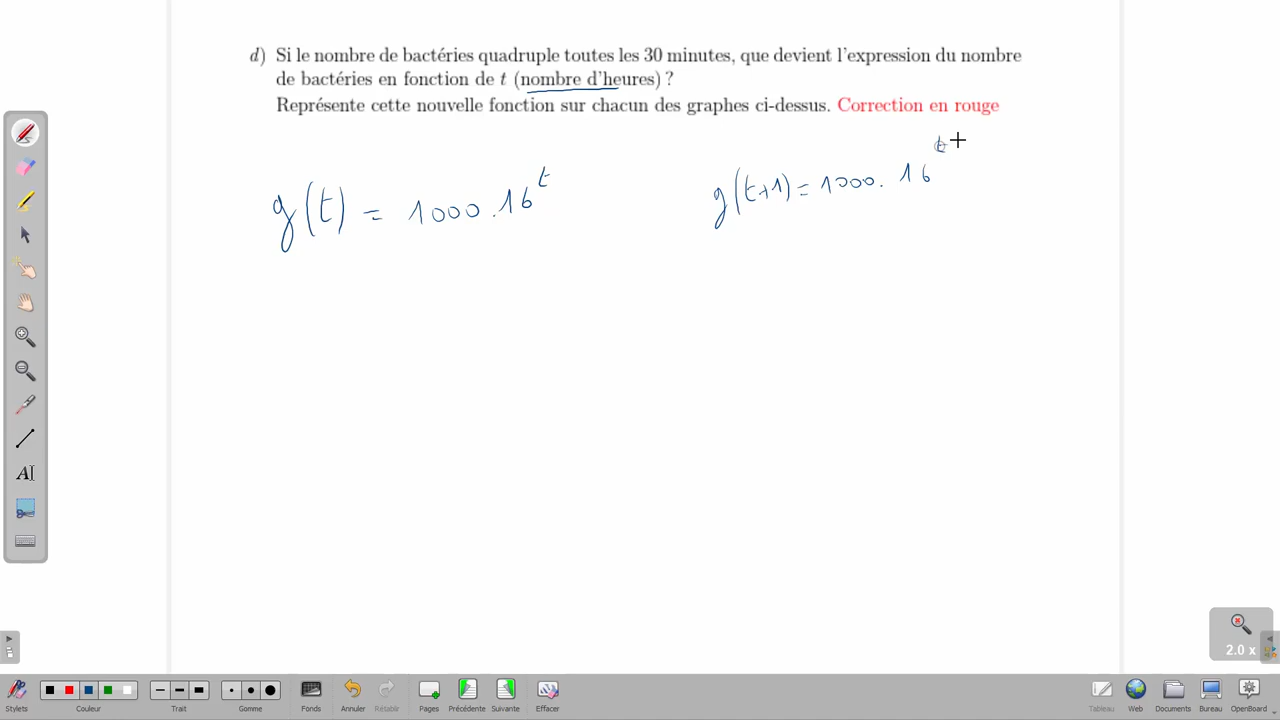 d) Si le nombre de bactéries quadruple toutes les 30 minutes, que devient l'expression du nombre
de bactéries en fonction de t (nombre d'heures) ?
Représente cette nouvelle fonction sur chacun des graphes ci-dessus. Correction en rouge
g(t) = 1000 . 16^t
g(t+1) = 1000 . 16^t
AI
2.0 x
Stylets
Couleur
Trait
Gomme
Fonds
Annuler
Rétablir
Pages
Précédente
Suivante
Effacer
Tableau
Web
Documents
Bureau
OpenBoard